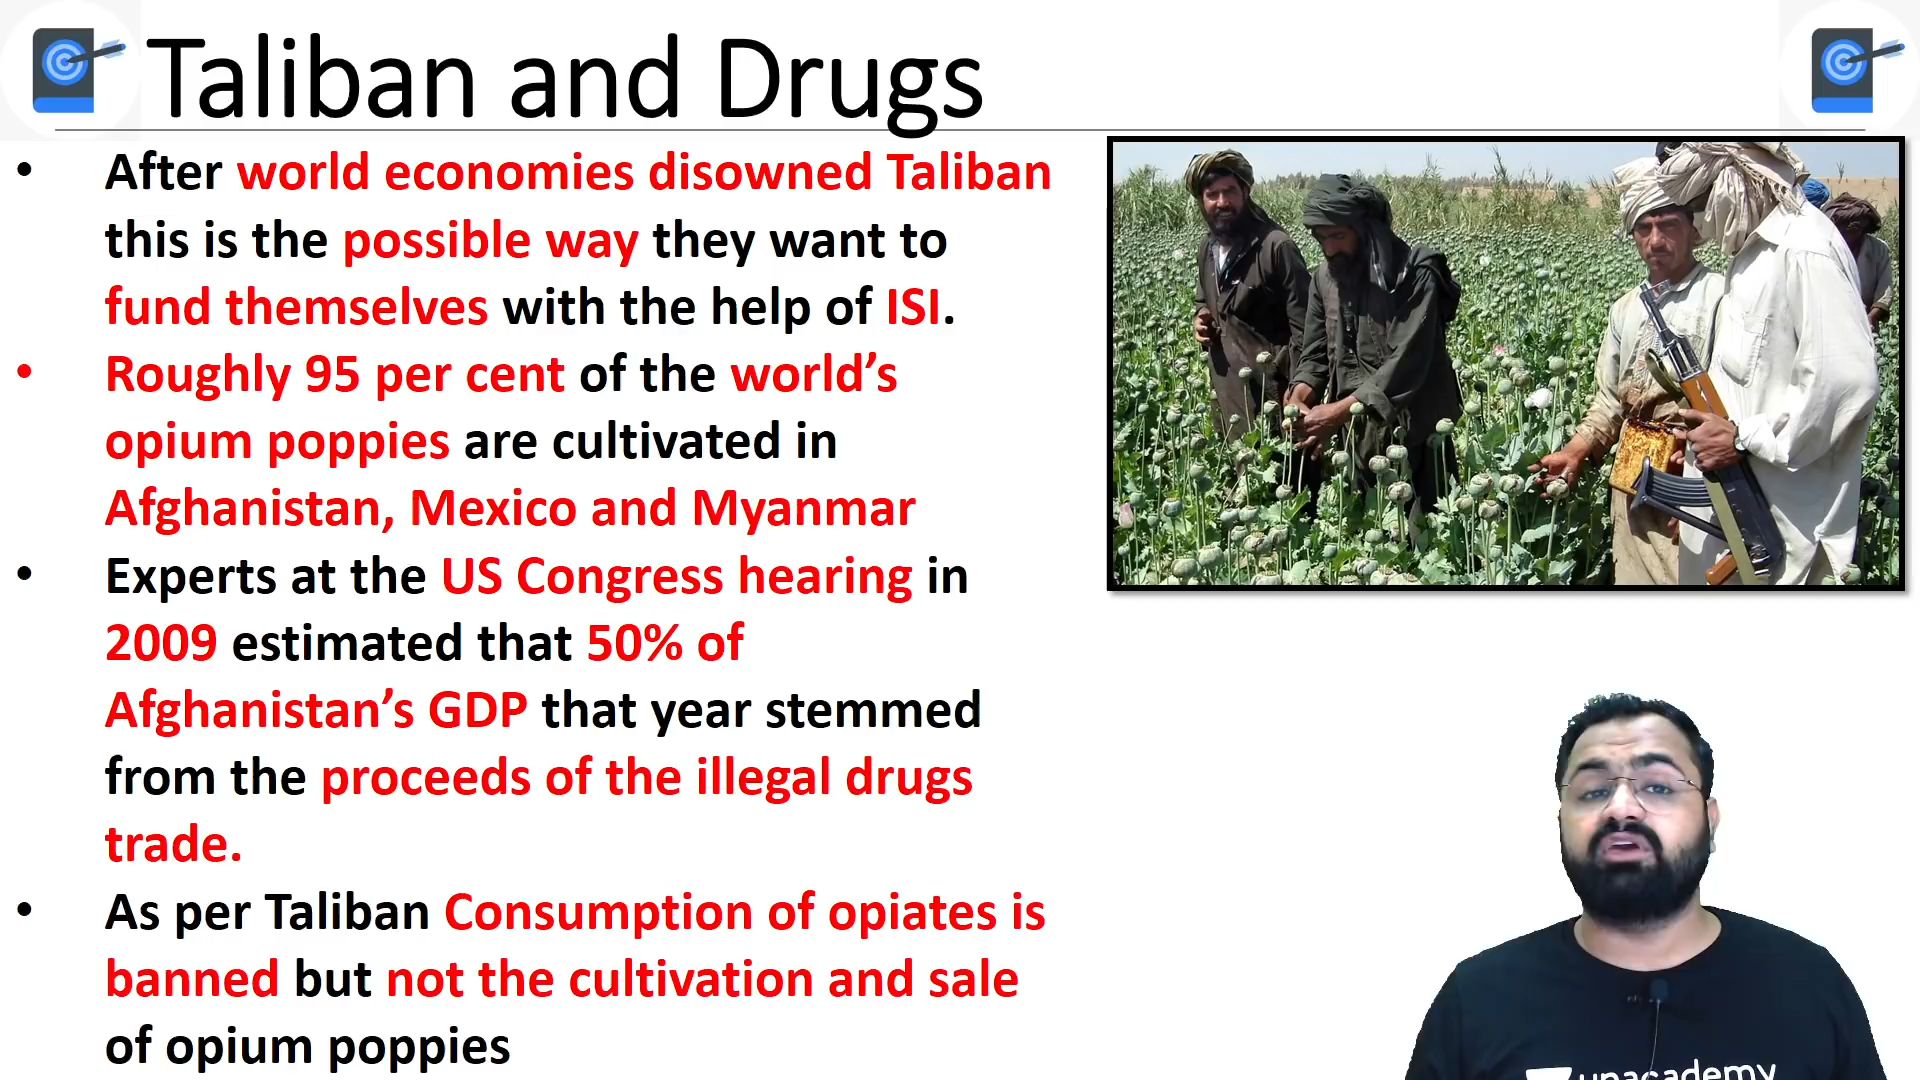 Taliban and Drugs
• After world economies disowned Taliban
this is the possible way they want to
fund themselves with the help of ISI.
• Roughly 95 per cent of the world’s
opium poppies are cultivated in
Afghanistan, Mexico and Myanmar
• Experts at the US Congress hearing in
2009 estimated that 50% of
Afghanistan’s GDP that year stemmed
from the proceeds of the illegal drugs
trade.
• As per Taliban Consumption of opiates is
banned but not the cultivation and sale
of opium poppies
unacademy